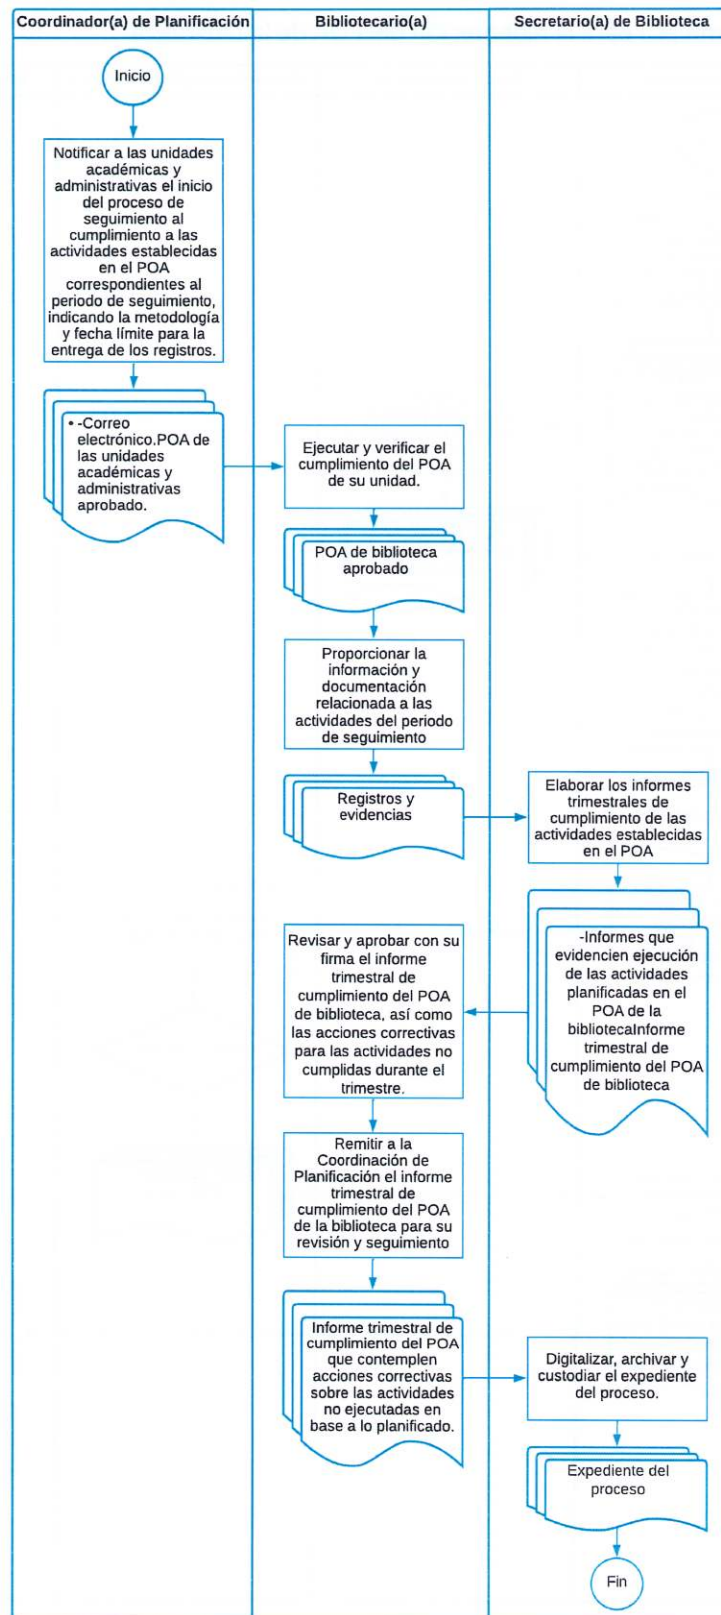 Coordinador(a) de Planificación
Bibliotecario(a)
Secretario(a) de Biblioteca
Inicio
Notificar a las unidades
académicas y
administrativas el inicio
del proceso de
seguimiento al
cumplimiento a las
actividades establecidas
en el POA
correspondientes al
periodo de seguimiento,
indicando la metodología
y fecha límite para la
entrega de los registros.
• -Correo
electrónico.POA de
las unidades
académicas y
administrativas
aprobado.
Ejecutar y verificar el
cumplimiento del POA
de su unidad.
POA de biblioteca
aprobado
Proporcionar la
información y
documentación
relacionada a las
actividades del periodo
de seguimiento
Registros y
evidencias
Elaborar los informes
trimestrales de
cumplimiento de las
actividades establecidas
en el POA
-Informes que
evidencien ejecución
de las actividades
planificadas en el
POA de la
bibliotecaInforme
trimestral de
cumplimiento del POA
de biblioteca
Revisar y aprobar con su
firma el informe
trimestral de
cumplimiento del POA
de biblioteca, así como
las acciones correctivas
para las actividades no
cumplidas durante el
trimestre.
Remitir a la
Coordinación de
Planificación el informe
trimestral de
cumplimiento del POA
de la biblioteca para su
revisión y seguimiento
Informe trimestral de
cumplimiento del POA
que contemplen
acciones correctivas
sobre las actividades
no ejecutadas en
base a lo planificado.
Digitalizar, archivar y
custodiar el expediente
del proceso.
Expediente del
proceso
Fin